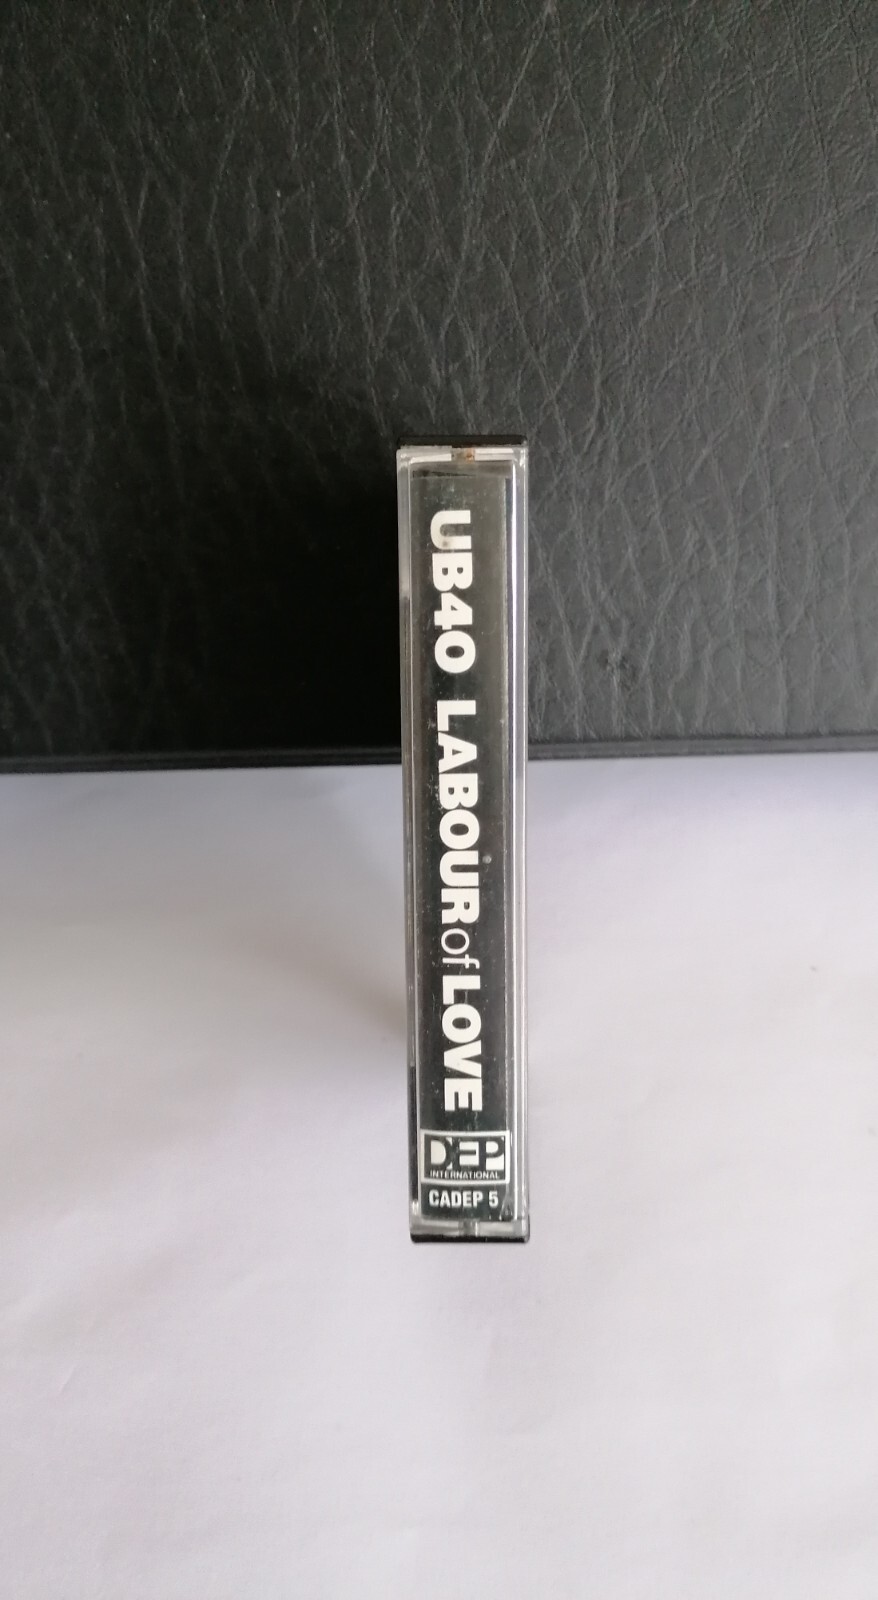 UB40 LABOUR of LOVE
DEP
INTERNATIONAL
CADEP 5